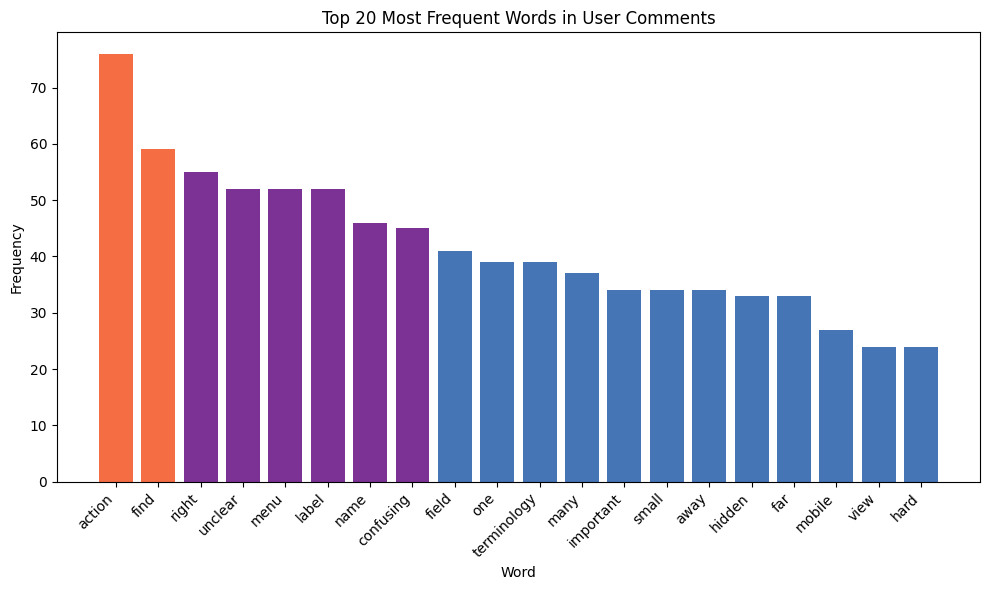 Top 20 Most Frequent Words in User Comments
Frequency
70
60
50
40
30
20
10
0
action
find
right
unclear
menu
label
name
confusing
field
one
terminology
many
important
small
away
hidden
far
mobile
view
hard
Word